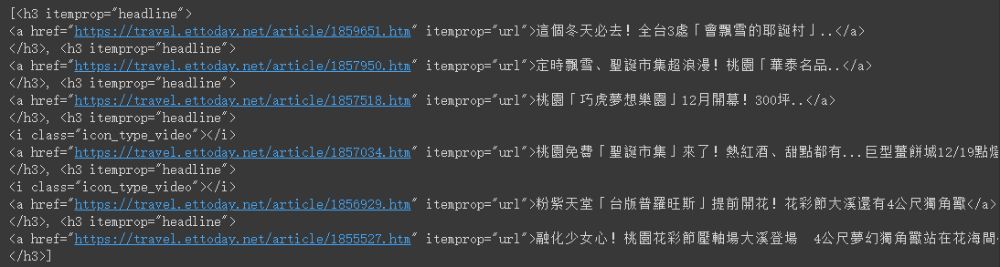 [<h3 itemprop="headline">
<a href="https://travel.ettoday.net/article/1859651.htm" itemprop="url">這個冬天必去！全台3處「會飄雪的耶誕村」..</a>
</h3>, <h3 itemprop="headline">
<a href="https://travel.ettoday.net/article/1857950.htm" itemprop="url">定時飄雪、聖誕市集超浪漫！桃園「華泰名品..</a>
</h3>, <h3 itemprop="headline">
<a href="https://travel.ettoday.net/article/1857518.htm" itemprop="url">桃園「巧虎夢想樂園」12月開幕！300坪..</a>
</h3>, <h3 itemprop="headline">
<i class="icon_type_video"></i>
<a href="https://travel.ettoday.net/article/1857034.htm" itemprop="url">桃園免費「聖誕市集」來了！熱紅酒、甜點都有...巨型薑餅城12/19點
</h3>, <h3 itemprop="headline">
<i class="icon_type_video"></i>
<a href="https://travel.ettoday.net/article/1856929.htm" itemprop="url">粉紫天堂「台版普羅旺斯」提前開花！花彩節大溪還有4公尺獨角獸</a>
</h3>, <h3 itemprop="headline">
<a href="https://travel.ettoday.net/article/1855527.htm" itemprop="url">融化少女心！桃園花彩節壓軸場大溪登場　4公尺夢幻獨角獸站在花海間
</h3>]